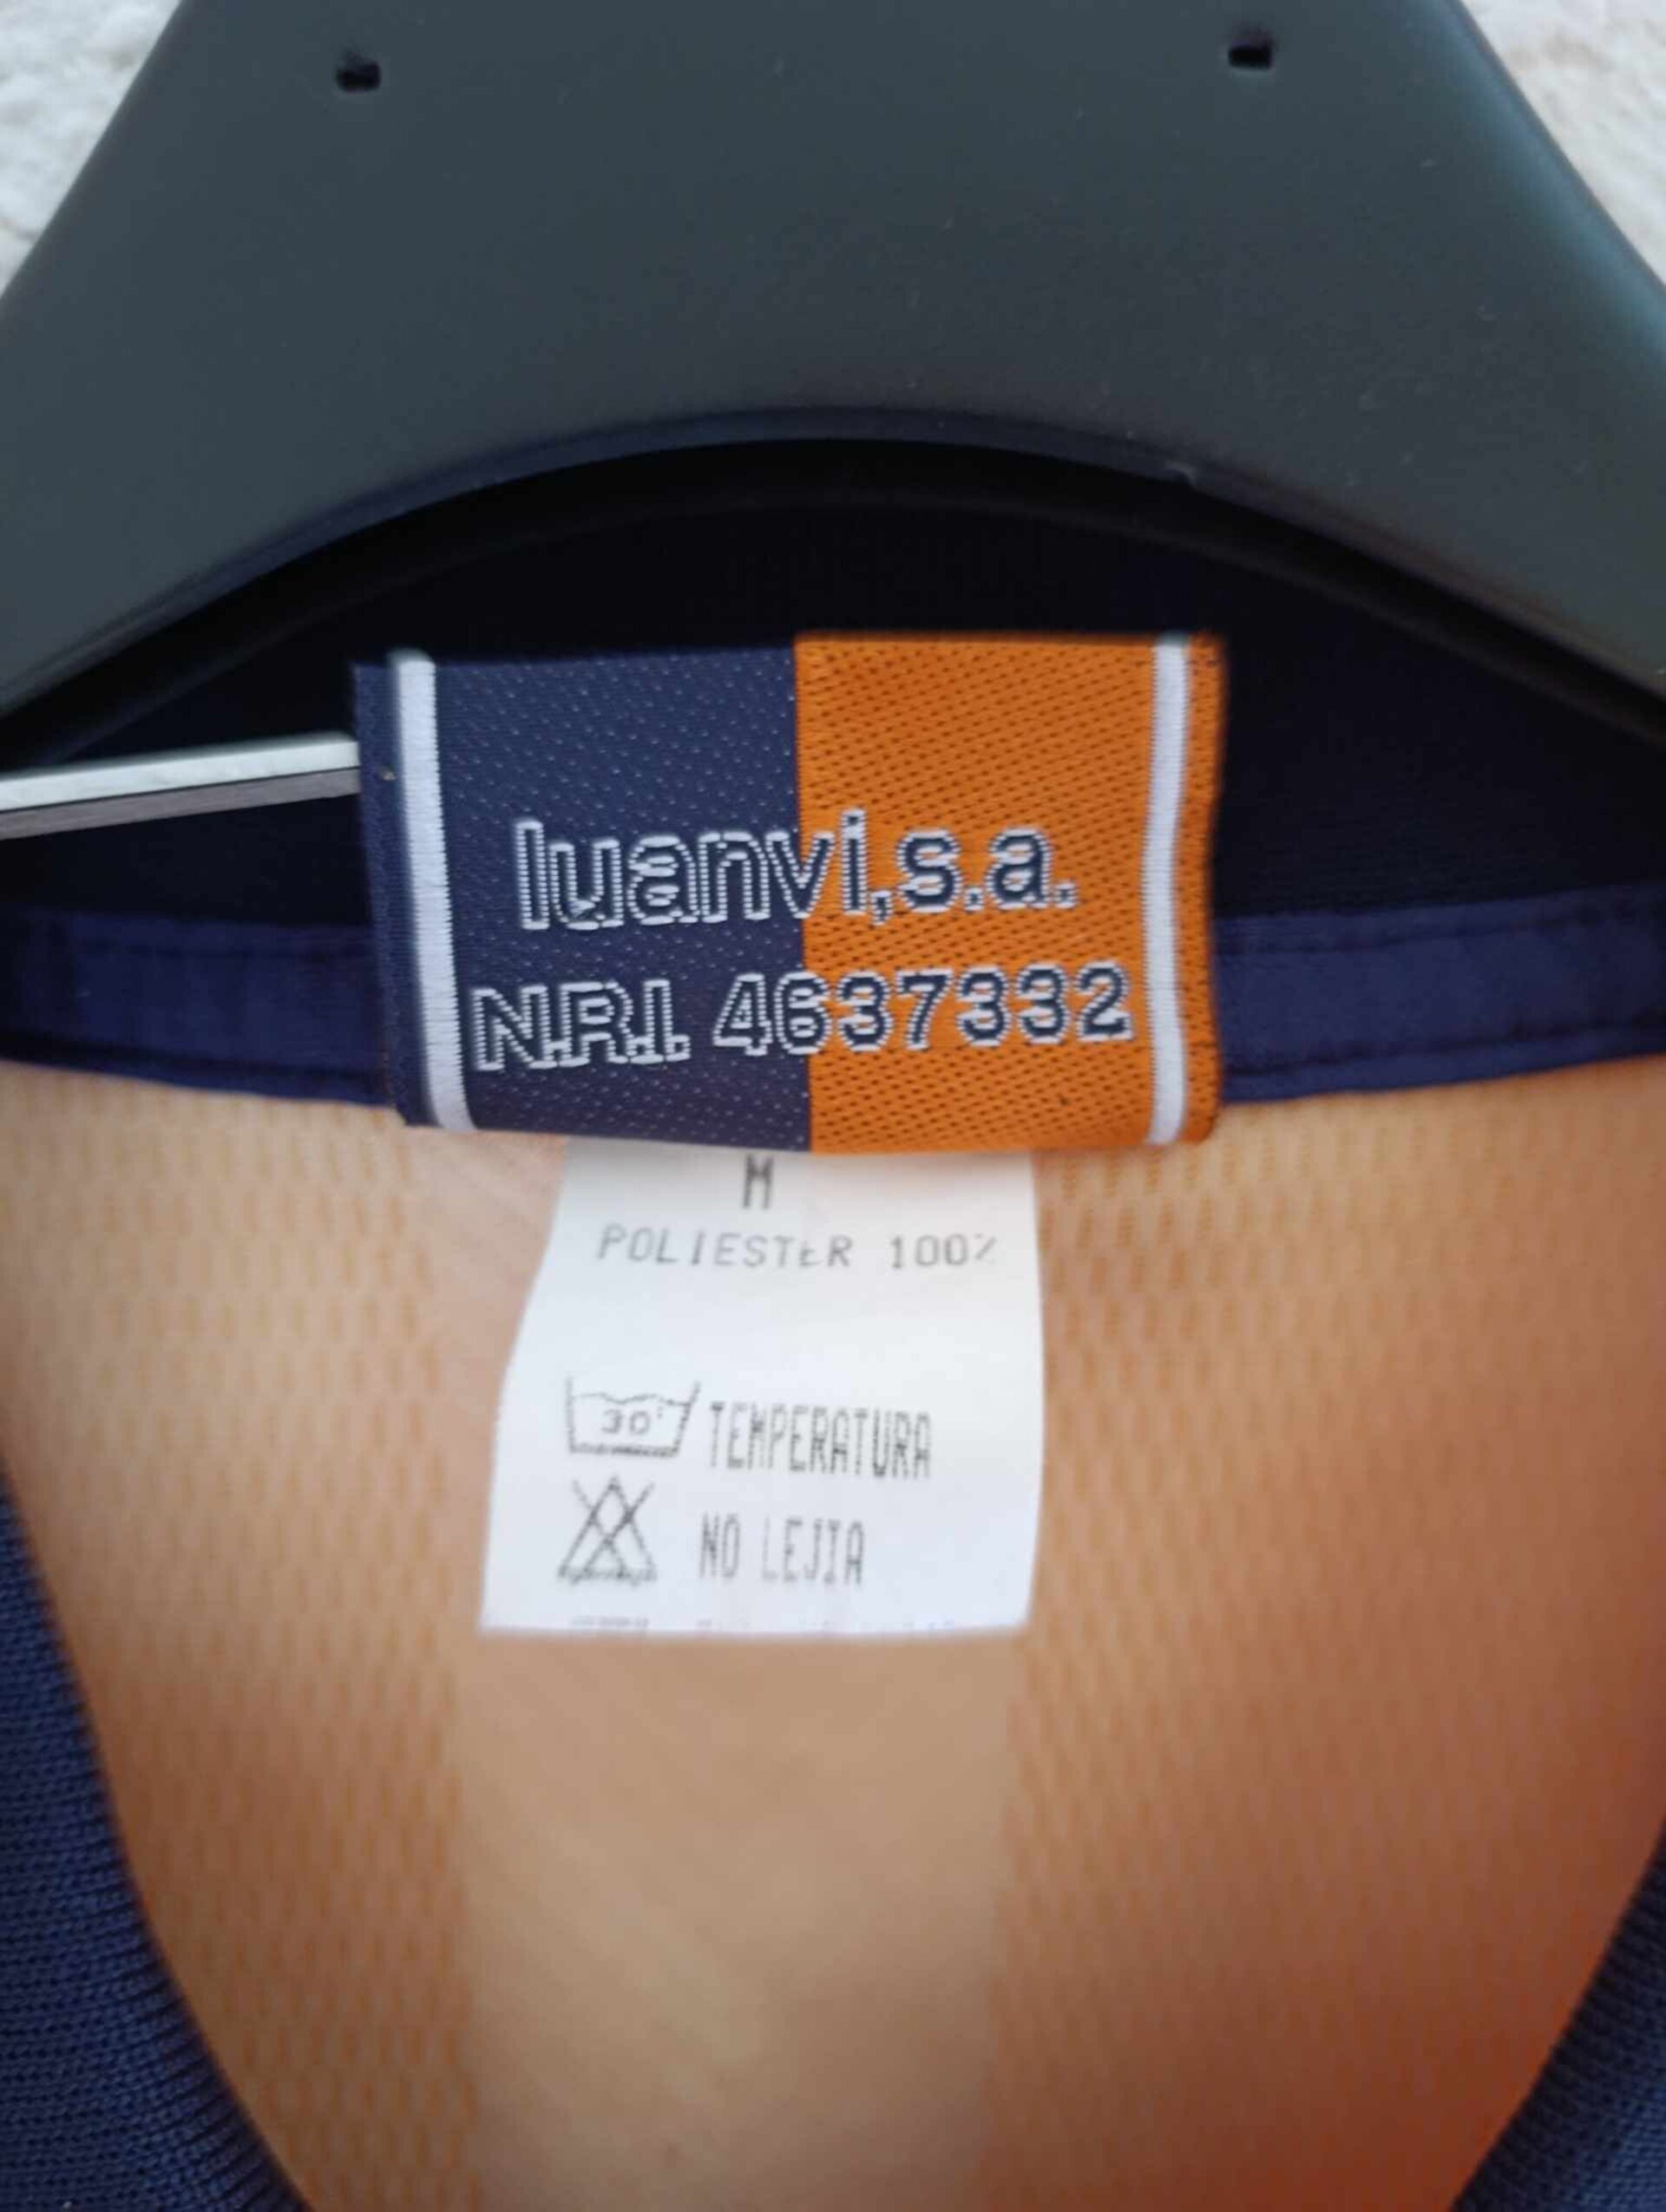 luanvi,s.a.
N.R.I. 4637332
M
POLIESTER 100%
30° TEMPERATURA
NO LEJIA